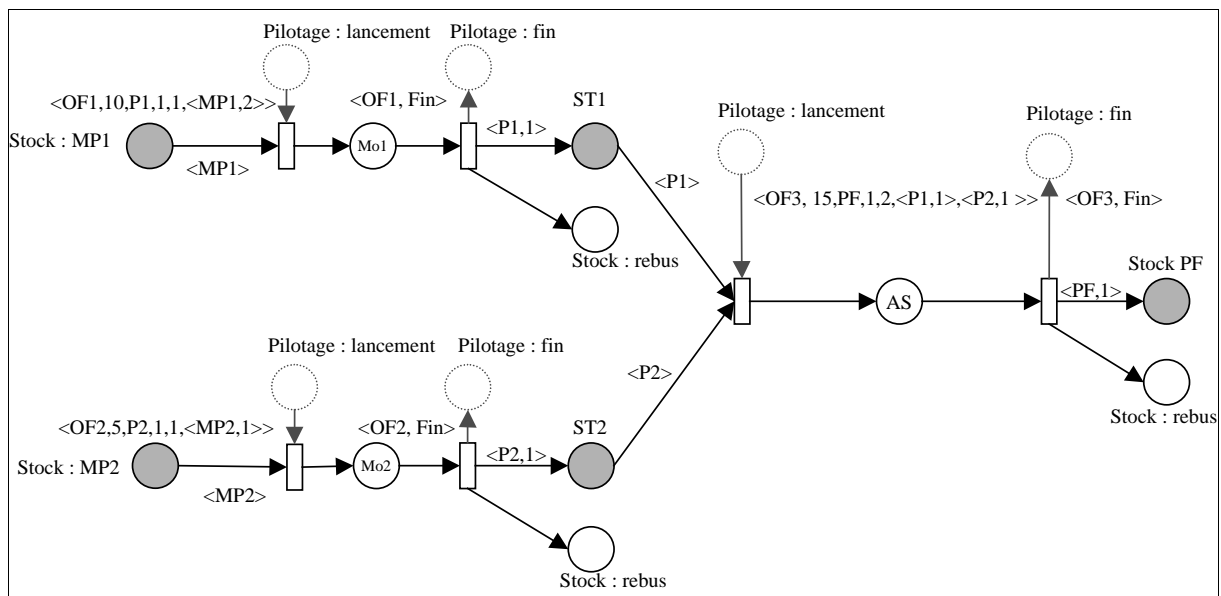 Pilotage : lancement
Pilotage : fin
<OF1,10,P1,1,1,<MP1,2>>
<OF1, Fin>
ST1
Stock : MP1
Mo1
<P1,1>
<MP1>
Stock : rebus
<P1>
Pilotage : lancement
Pilotage : fin
<OF3, 15,PF,1,2,<P1,1>,<P2,1 >>
<OF3, Fin>
Stock PF
AS
<PF,1>
Stock : rebus
<P2>
Pilotage : lancement
Pilotage : fin
<OF2,5,P2,1,1,<MP2,1>>
<OF2, Fin>
ST2
Stock : MP2
Mo2
<P2,1>
<MP2>
Stock : rebus